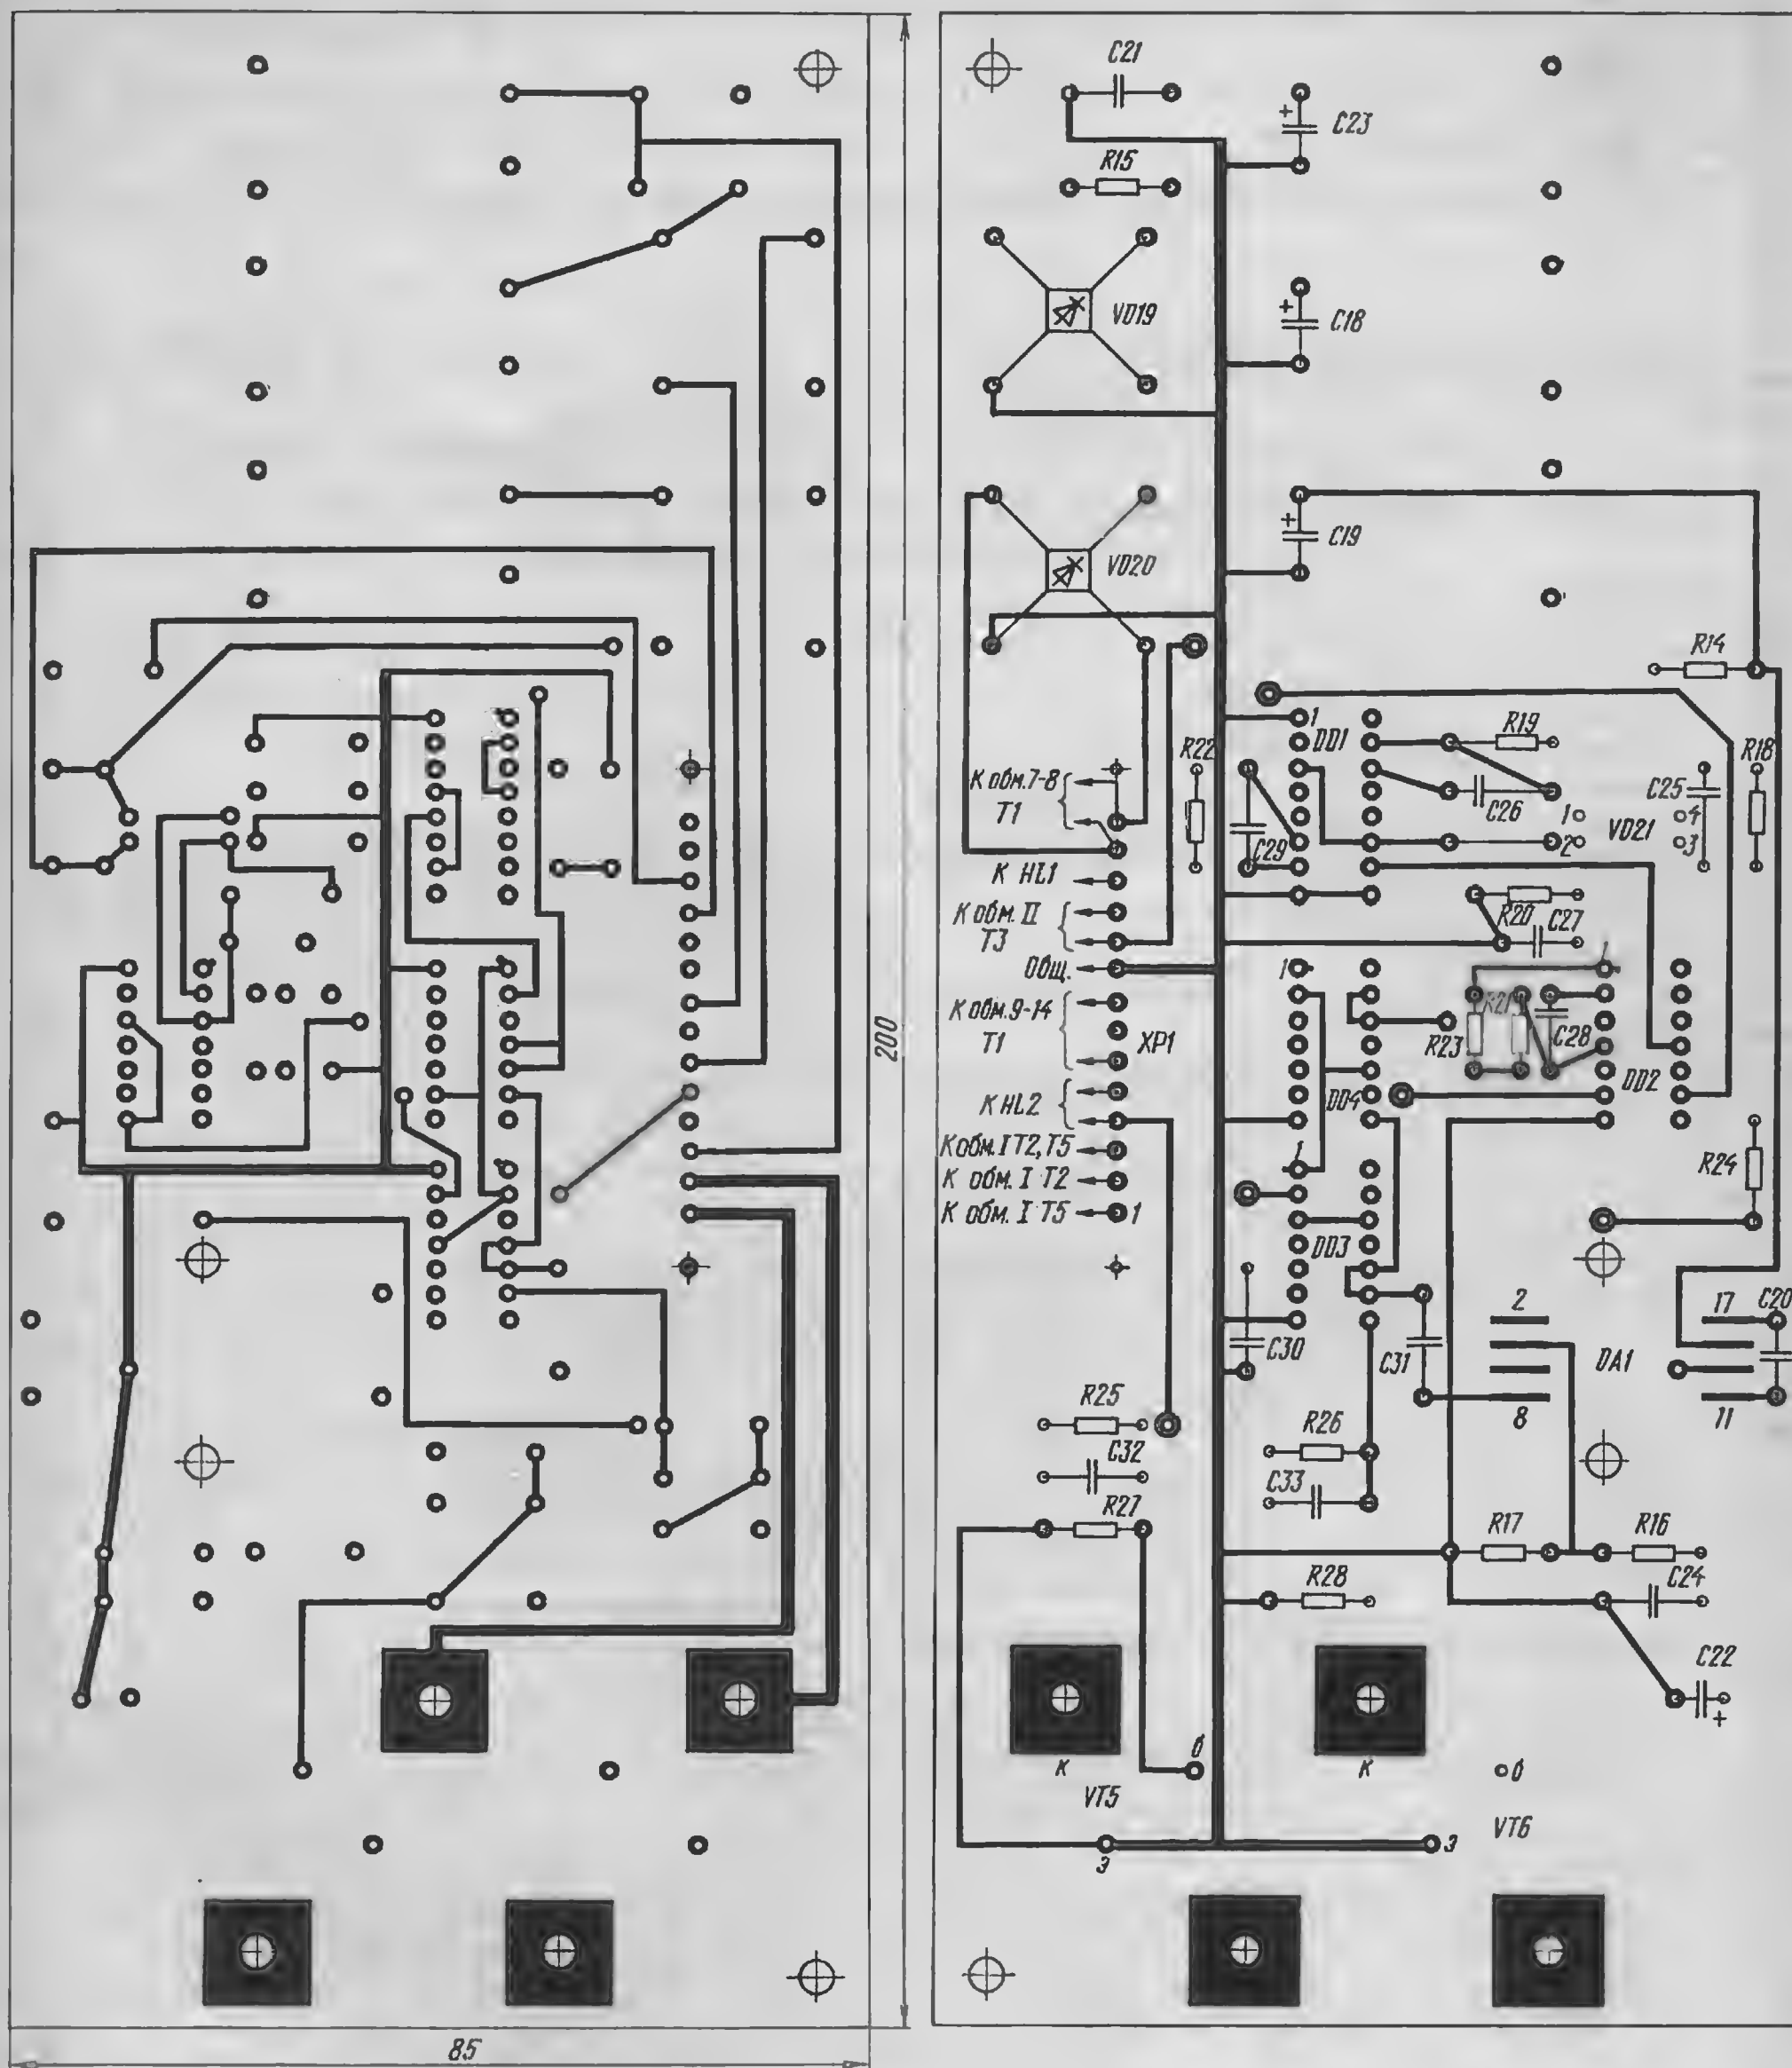 C21
C23
R15
VD19
C18
C19
VD20
R14
R22
1
DD1
R19
R18
К обм.7-8
T1
C25
C26
1
4
VD21
2
3
C29
К HL1
R20
C27
К обм. II
T3
Общ.
1
1
К обм.9-14
T1
XP1
R21
R23
C28
DD2
200
К HL2
DD4
К обм. I T2, T5
1
R24
К обм. I T2
К обм. I T5
1
DD3
2
17
C20
C30
C31
DA1
R25
8
11
R26
C32
C33
R27
R17
R16
R28
C24
C22
+
б
К
К
б
VT5
VT6
Э
Э
85